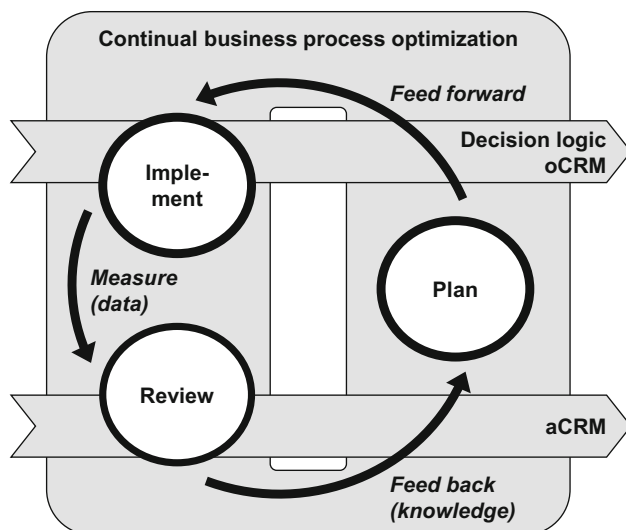 Continual business process optimization
Feed forward
Decision logic
oCRM
Imple-
ment
Measure
(data)
Plan
Review
aCRM
Feed back
(knowledge)